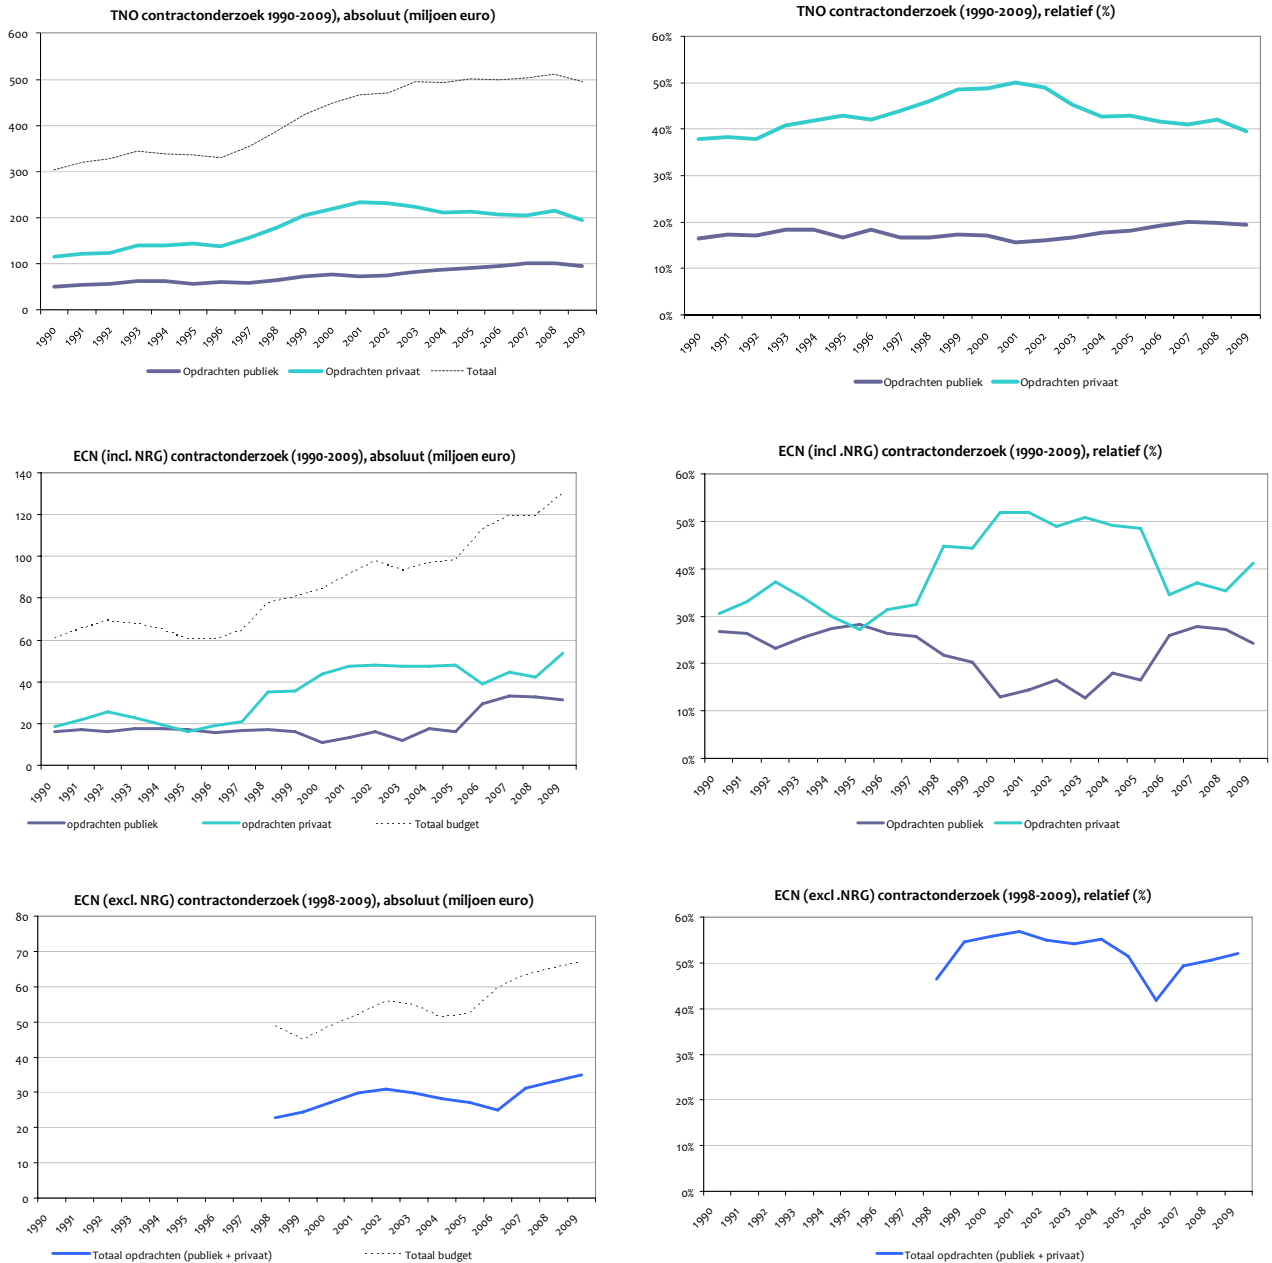 TNO contractonderzoek 1990-2009), absoluut (miljoen euro)
600
500
400
300
200
100
0
1990 1991 1992 1993 1994 1995 1996 1997 1998 1999 2000 2001 2002 2003 2004 2005 2006 2007 2008 2009
Opdrachten publiek Opdrachten privaat Totaal
TNO contractonderzoek (1990-2009), relatief (%)
60%
50%
40%
30%
20%
10%
0%
1990 1991 1992 1993 1994 1995 1996 1997 1998 1999 2000 2001 2002 2003 2004 2005 2006 2007 2008 2009
Opdrachten publiek Opdrachten privaat
ECN (incl. NRG) contractonderzoek (1990-2009), absoluut (miljoen euro)
140
120
100
80
60
40
20
0
1990 1991 1992 1993 1994 1995 1996 1997 1998 1999 2000 2001 2002 2003 2004 2005 2006 2007 2008 2009
opdrachten publiek opdrachten privaat Totaal budget
ECN (incl .NRG) contractonderzoek (1990-2009), relatief (%)
60%
50%
40%
30%
20%
10%
0%
1990 1991 1992 1993 1994 1995 1996 1997 1998 1999 2000 2001 2002 2003 2004 2005 2006 2007 2008 2009
Opdrachten publiek Opdrachten privaat
ECN (excl. NRG) contractonderzoek (1998-2009), absoluut (miljoen euro)
80
70
60
50
40
30
20
10
0
1990 1991 1992 1993 1994 1995 1996 1997 1998 1999 2000 2001 2002 2003 2004 2005 2006 2007 2008 2009
Totaal opdrachten (publiek + privaat) Totaal budget
ECN (excl .NRG) contractonderzoek (1998-2009), relatief (%)
60%
50%
40%
30%
20%
10%
0%
1990 1991 1992 1993 1994 1995 1996 1997 1998 1999 2000 2001 2002 2003 2004 2005 2006 2007 2008 2009
Totaal opdrachten (publiek + privaat)